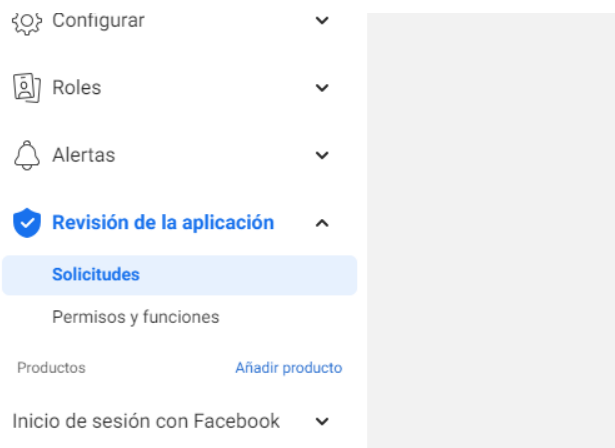 Configurar
Roles
Alertas
Revisión de la aplicación
Solicitudes
Permisos y funciones
Productos Añadir producto
Inicio de sesión con Facebook